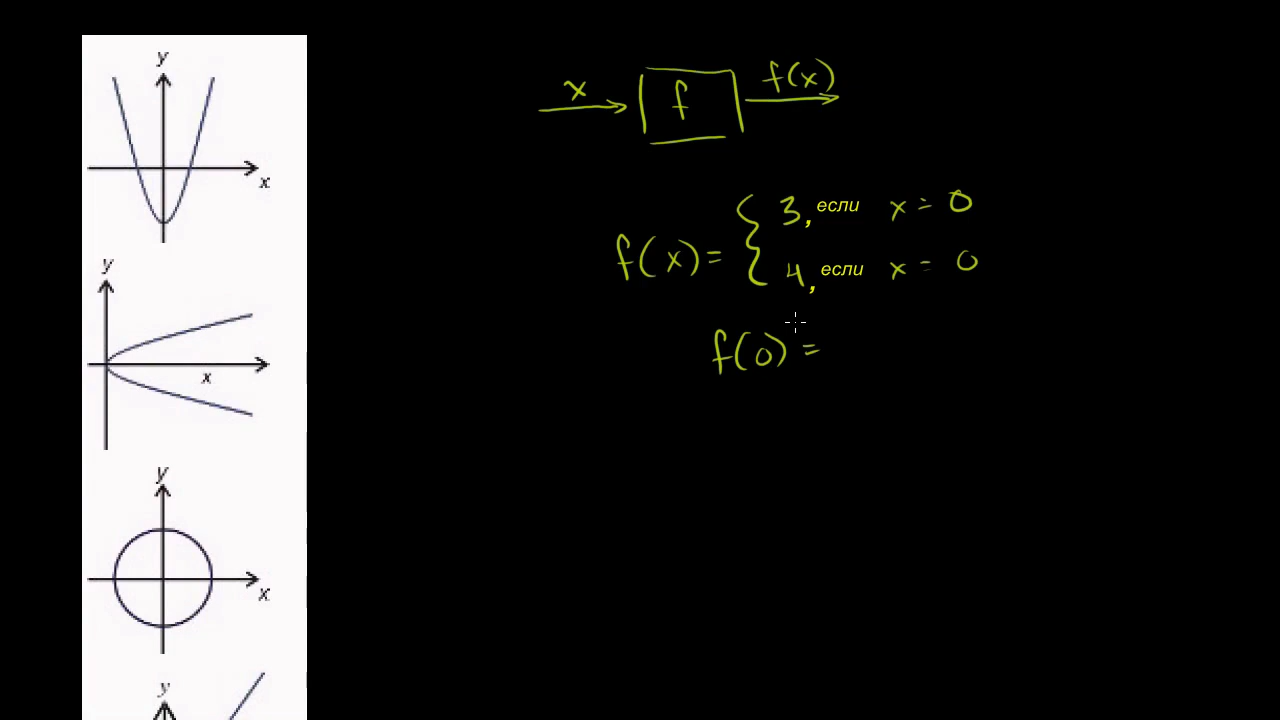 y
x
y
x
y
x
y
x f f(x)
f(x) = { 3, если x = 0
4, если x = 0
f(0) =